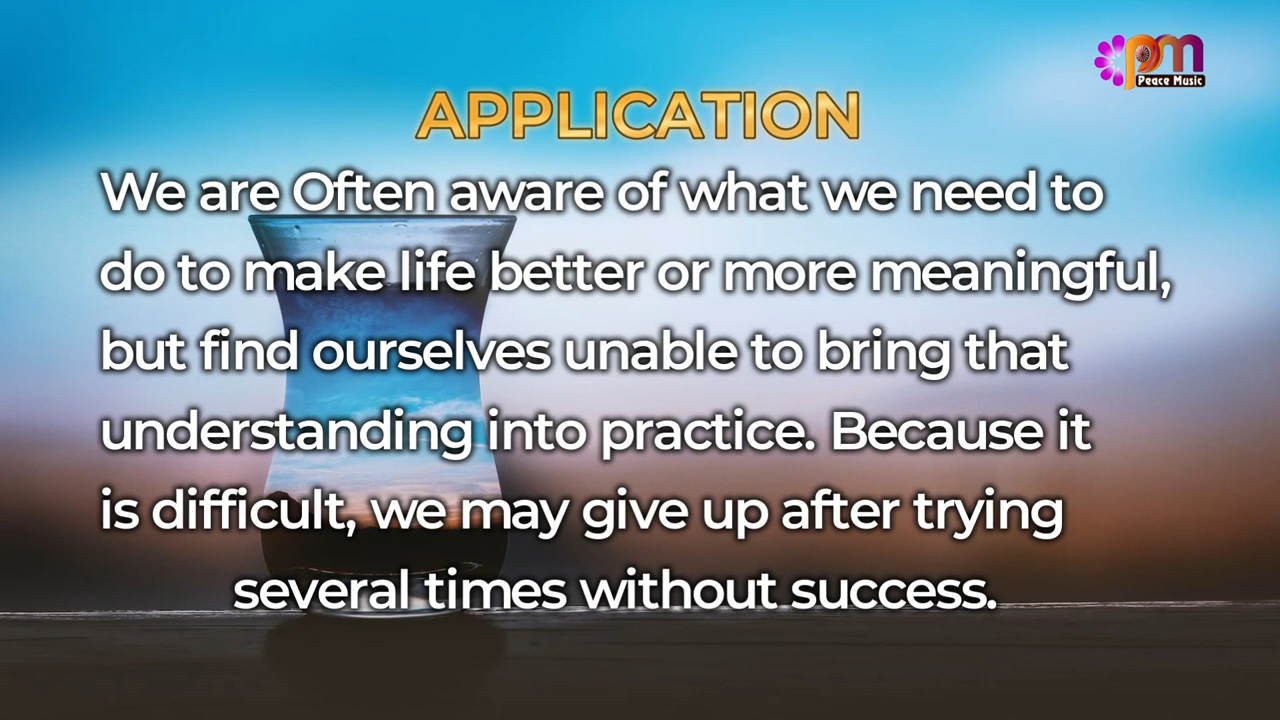 pm
Peace Music
APPLICATION
We are Often aware of what we need to
do to make life better or more meaningful,
but find ourselves unable to bring that
understanding into practice. Because it
is difficult, we may give up after trying
several times without success.